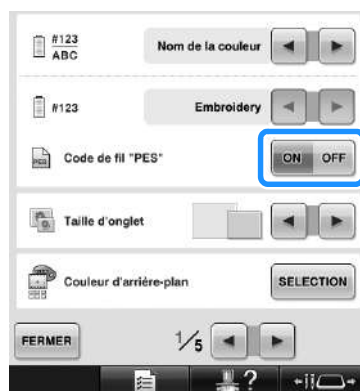 #123
ABC
Nom de la couleur
#123
Embroidery
PES
Code de fil "PES"
ON OFF
Taille d'onglet
Couleur d'arrière-plan
SELECTION
FERMER
1/5
?